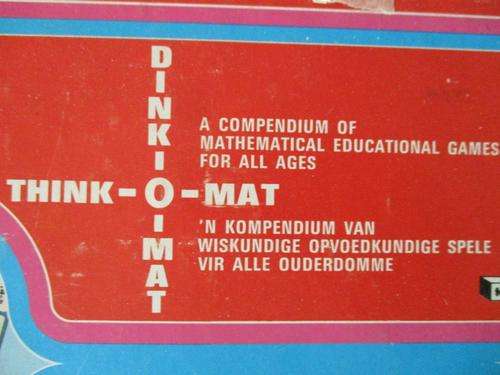 DINK-O-MAT
A COMPENDIUM OF
MATHEMATICAL EDUCATIONAL GAMES
FOR ALL AGES
THINK-O-MAT
'N KOMPENDIUM VAN
WISKUNDIGE OPVOEDKUNDIGE SPELE
VIR ALLE OUDERDOMME